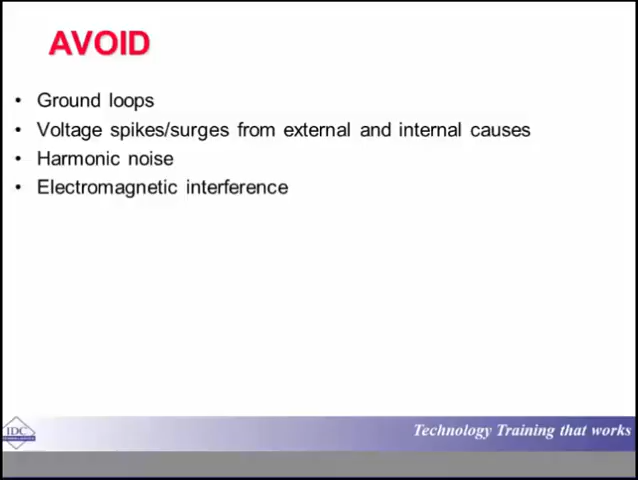 AVOID
• Ground loops
• Voltage spikes/surges from external and internal causes
• Harmonic noise
• Electromagnetic interference
IDC
Technology Training that works